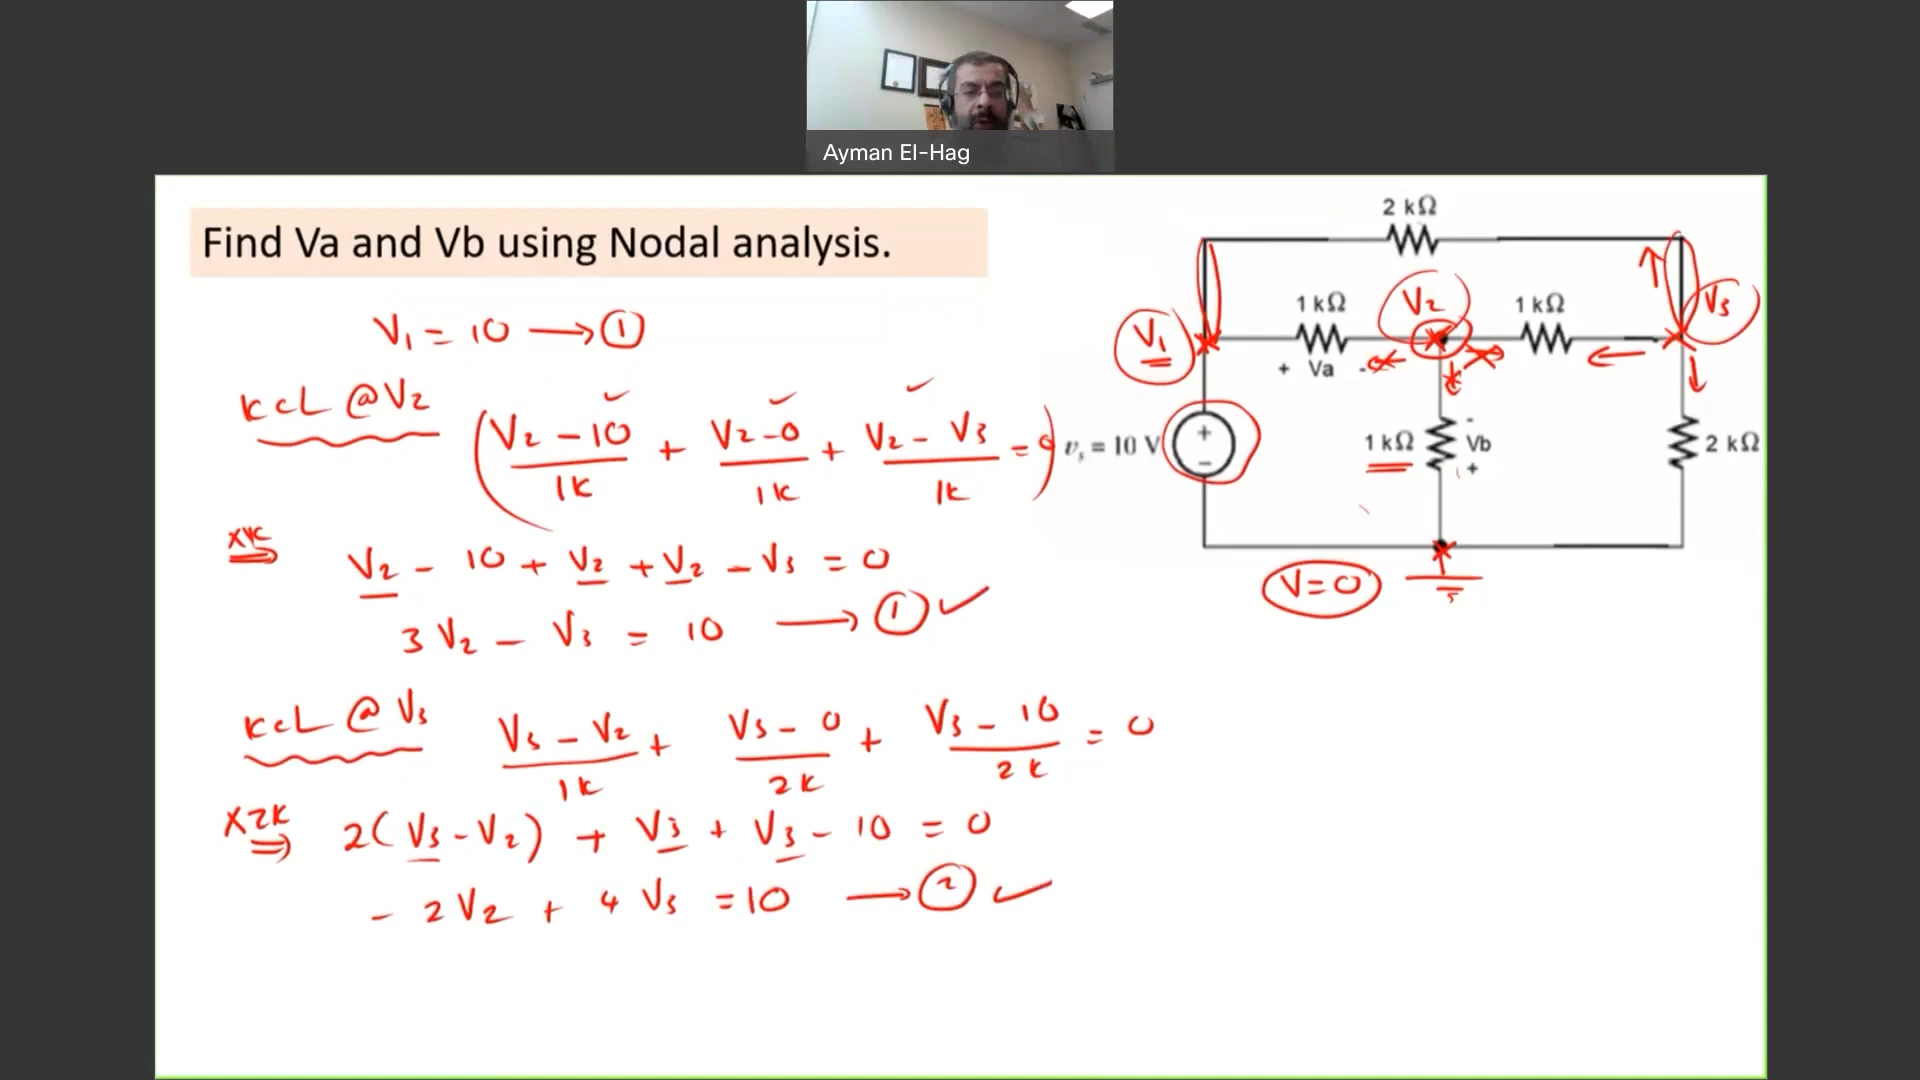 Ayman El-Hag
Find Va and Vb using Nodal analysis.
V₁ = 10 → ①
KCL @ V₂
(V₂ - 10 / 1K + V₂ - 0 / 1K + V₂ - V₃ / 1K = 0)
X1K ⇒ V₂ - 10 + V₂ + V₂ - V₃ = 0
3V₂ - V₃ = 10 → ① ✓
KCL @ V₃
V₃ - V₂ / 1K + V₃ - 0 / 2K + V₃ - 10 / 2K = 0
X2K ⇒ 2(V₃ - V₂) + V₃ + V₃ - 10 = 0
- 2V₂ + 4V₃ = 10 → ② ✓
2 kΩ
1 kΩ
V₂
1 kΩ
V₃
V₁
+ Va -
vₛ = 10 V
+
-
1 kΩ
-
Vb
+
2 kΩ
V=0